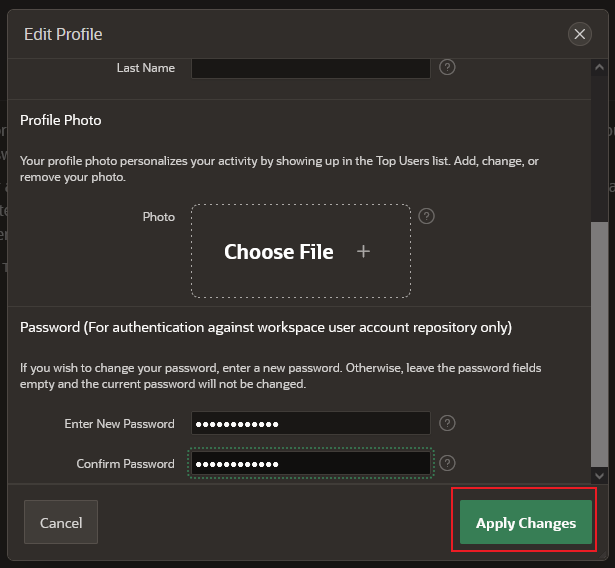 Edit Profile
Last Name
Profile Photo
Your profile photo personalizes your activity by showing up in the Top Users list. Add, change, or
remove your photo.
Photo
Choose File +
Password (For authentication against workspace user account repository only)
If you wish to change your password, enter a new password. Otherwise, leave the password fields
empty and the current password will not be changed.
Enter New Password ••••••••••••
Confirm Password ••••••••••••
Cancel
Apply Changes